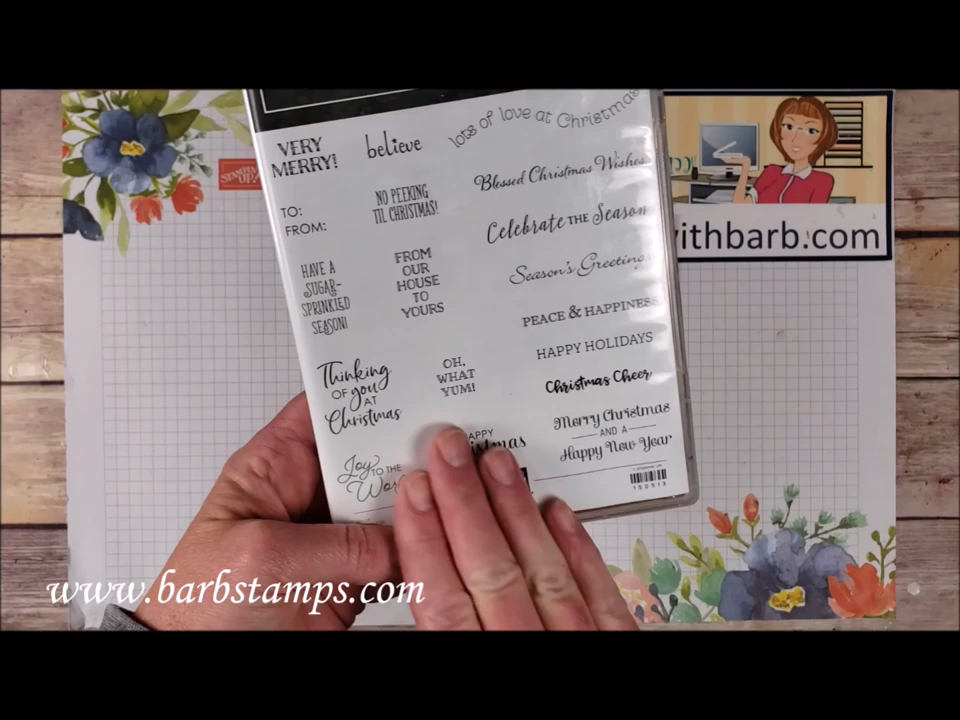 VERY
MERRY!
believe
lots of love at Christmas
STAMPIN'
UP!
TO:
FROM:
NO PEEKING
TIL CHRISTMAS!
Blessed Christmas Wishes
Celebrate THE Season
HAVE A
SUGAR-
SPRINKLED
SEASON!
FROM
OUR
HOUSE
TO
YOURS
Season's Greetings
PEACE & HAPPINESS
HAPPY HOLIDAYS
Thinking
OF you
AT
Christmas
OH,
WHAT
YUM!
Christmas Cheer
Merry Christmas
AND A
Happy New Year
Joy TO THE
150513
withbarb.com
www.barbstamps.com